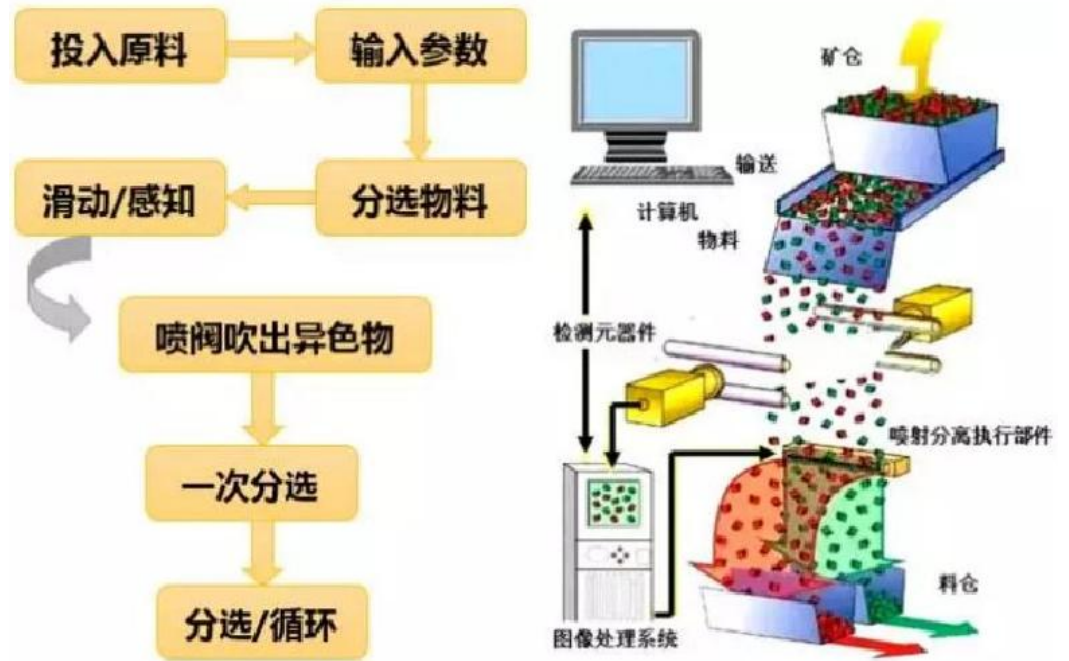 投入原料
输入参数
滑动/感知
分选物料
喷阀吹出异色物
一次分选
分选/循环
矿仓
输送
计算机
物料
检测元器件
喷射分离执行部件
料仓
图像处理系统